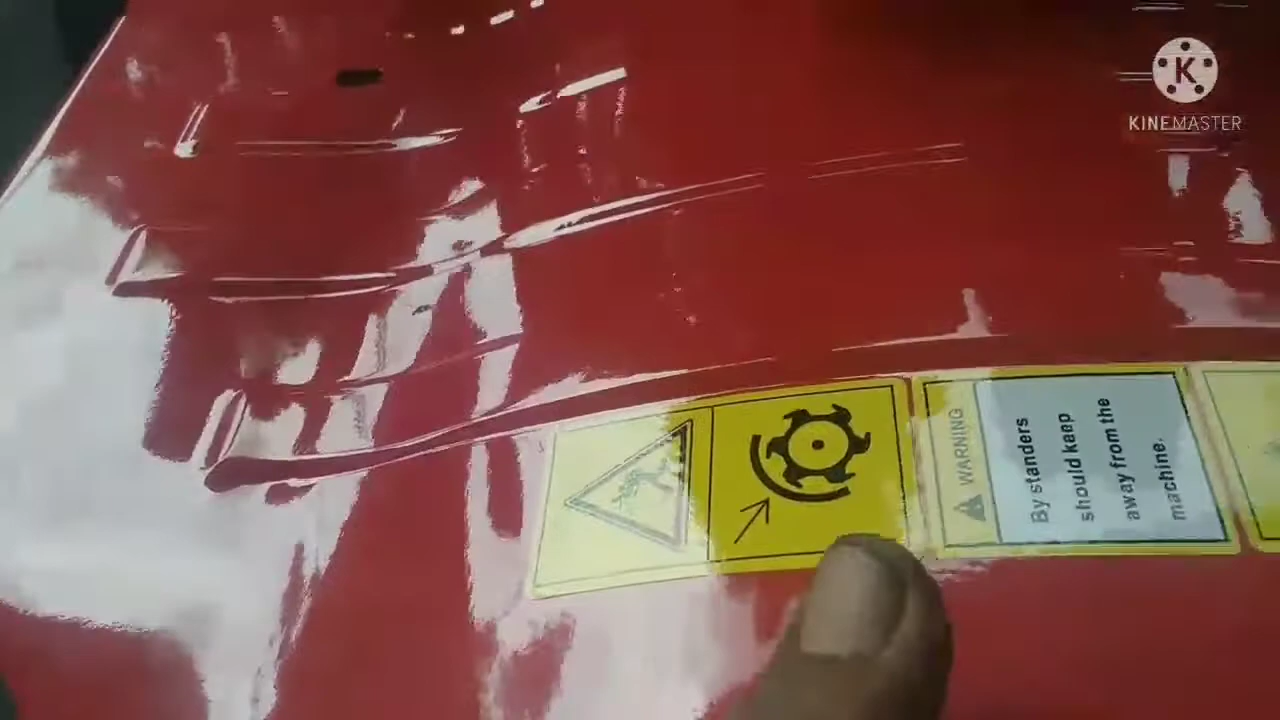 K
KINEMASTER
WARNING
By standers
should keep
away from the
machine.